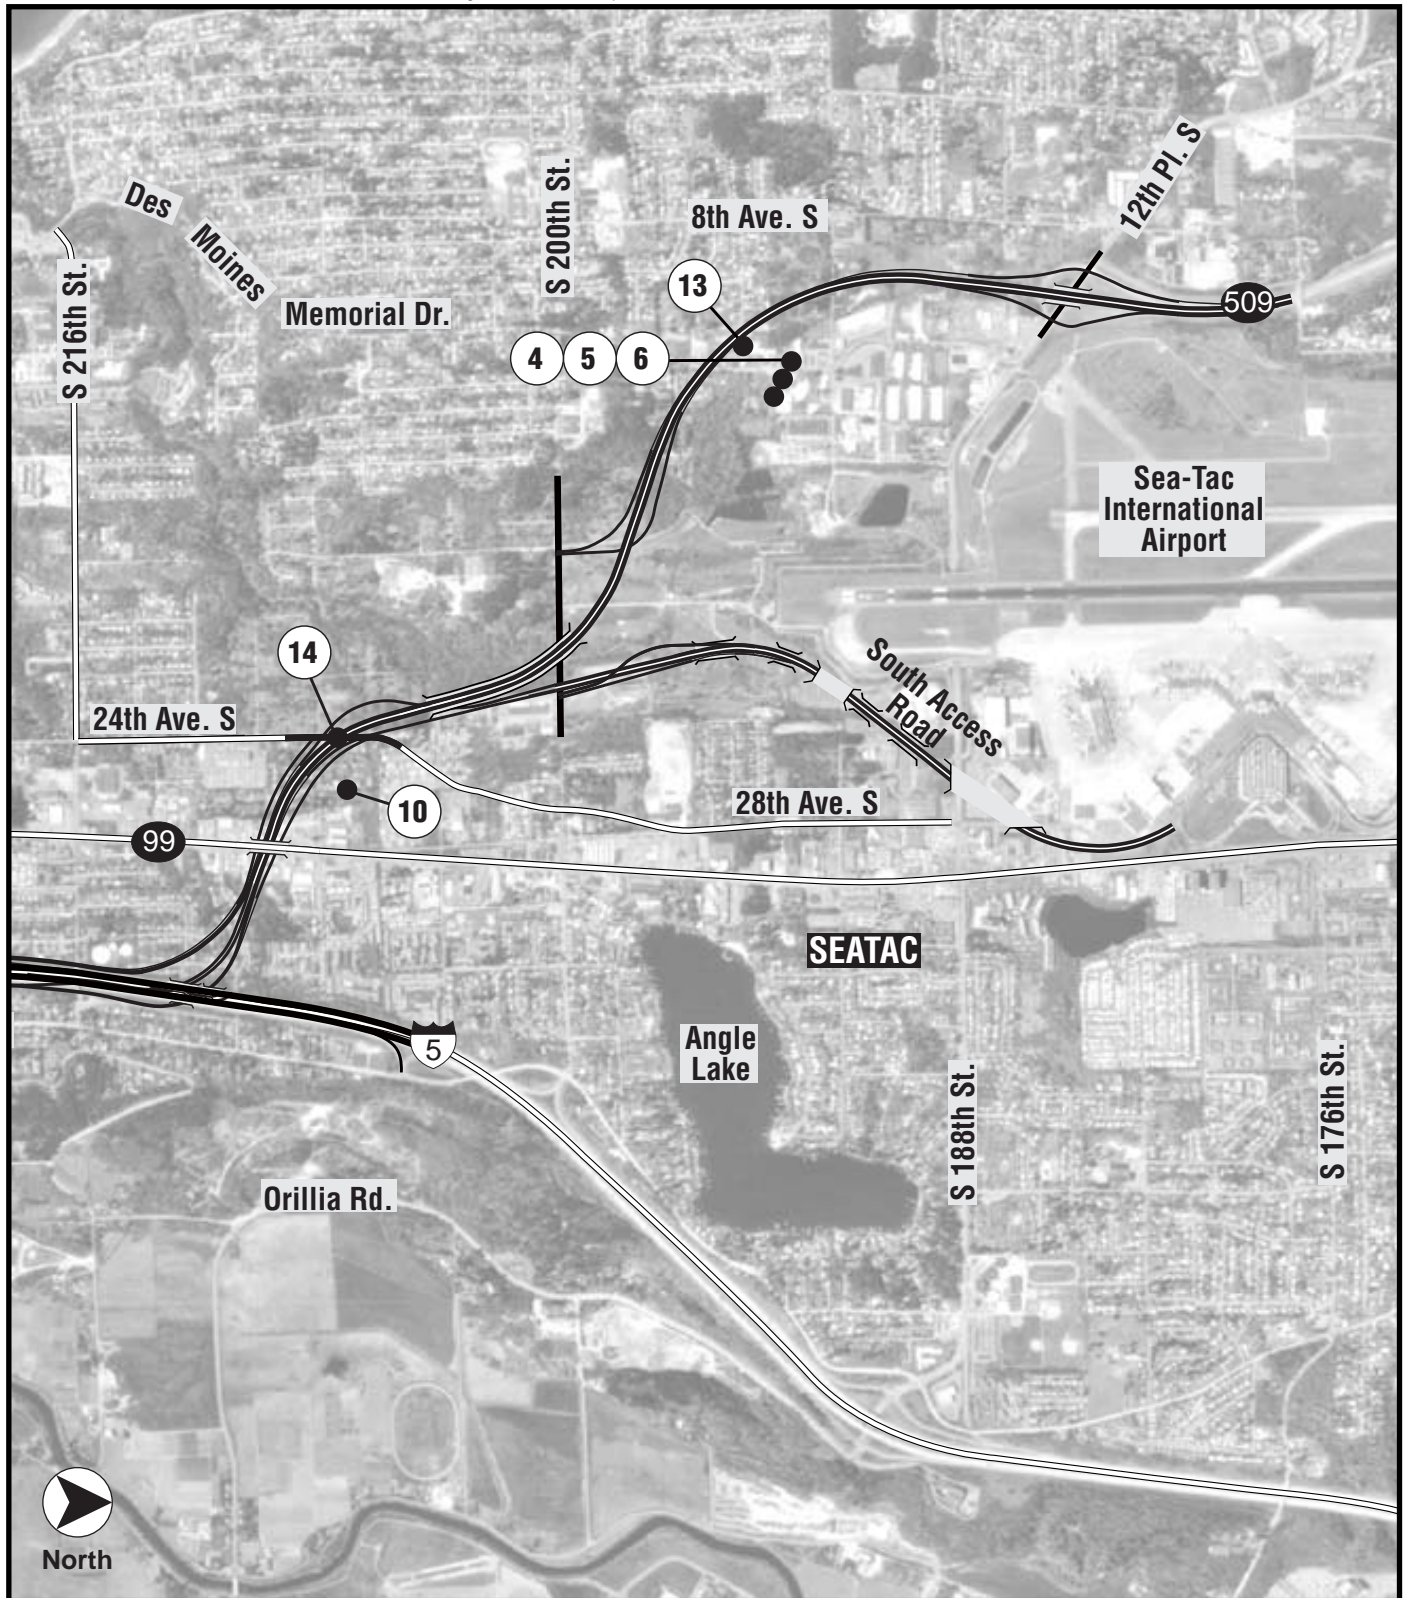 12th Pl. S
Des
Moines
Memorial Dr.
S 200th St.
8th Ave. S
S 216th St.
13
509
4 5 6
Sea-Tac
International
Airport
14
South Access
Road
24th Ave. S
28th Ave. S
10
99
SEATAC
5
Angle
Lake
S 188th St.
S 176th St.
Orillia Rd.
North